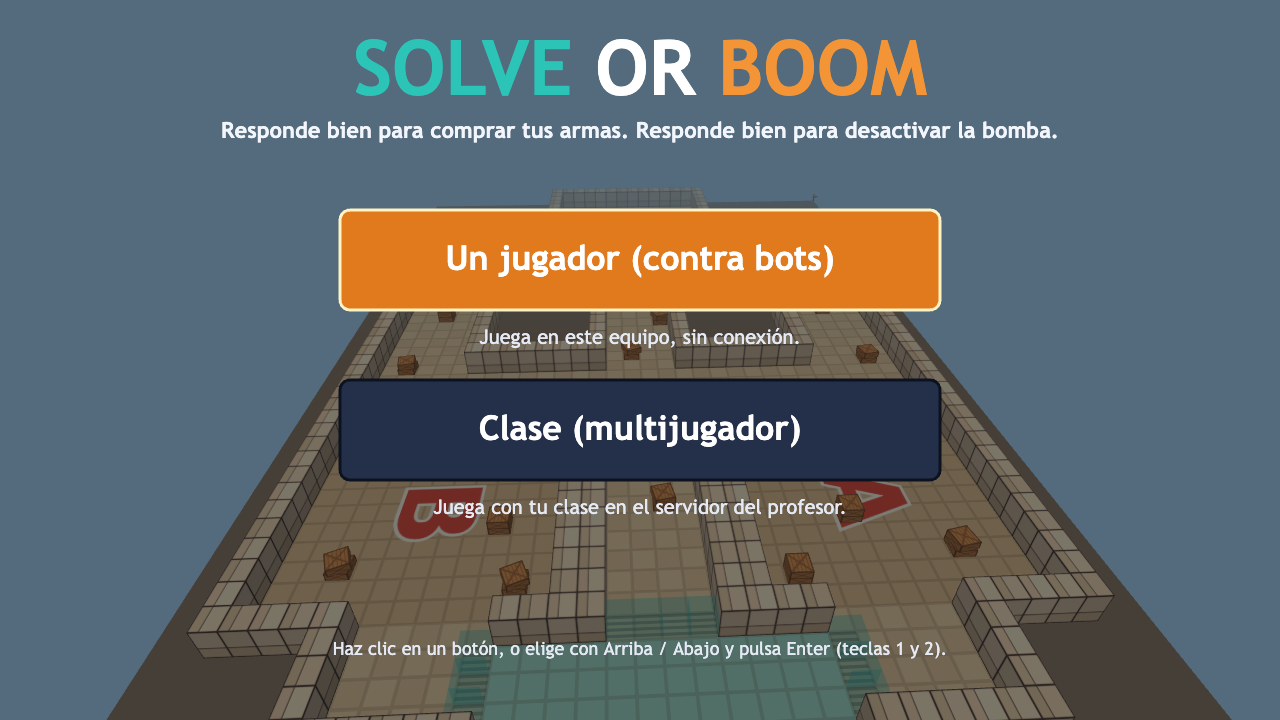 SOLVE OR BOOM
Responde bien para comprar tus armas. Responde bien para desactivar la bomba.
Un jugador (contra bots)
Juega en este equipo, sin conexión.
Clase (multijugador)
B
A
Juega con tu clase en el servidor del profesor.
Haz clic en un botón, o elige con Arriba / Abajo y pulsa Enter (teclas 1 y 2).